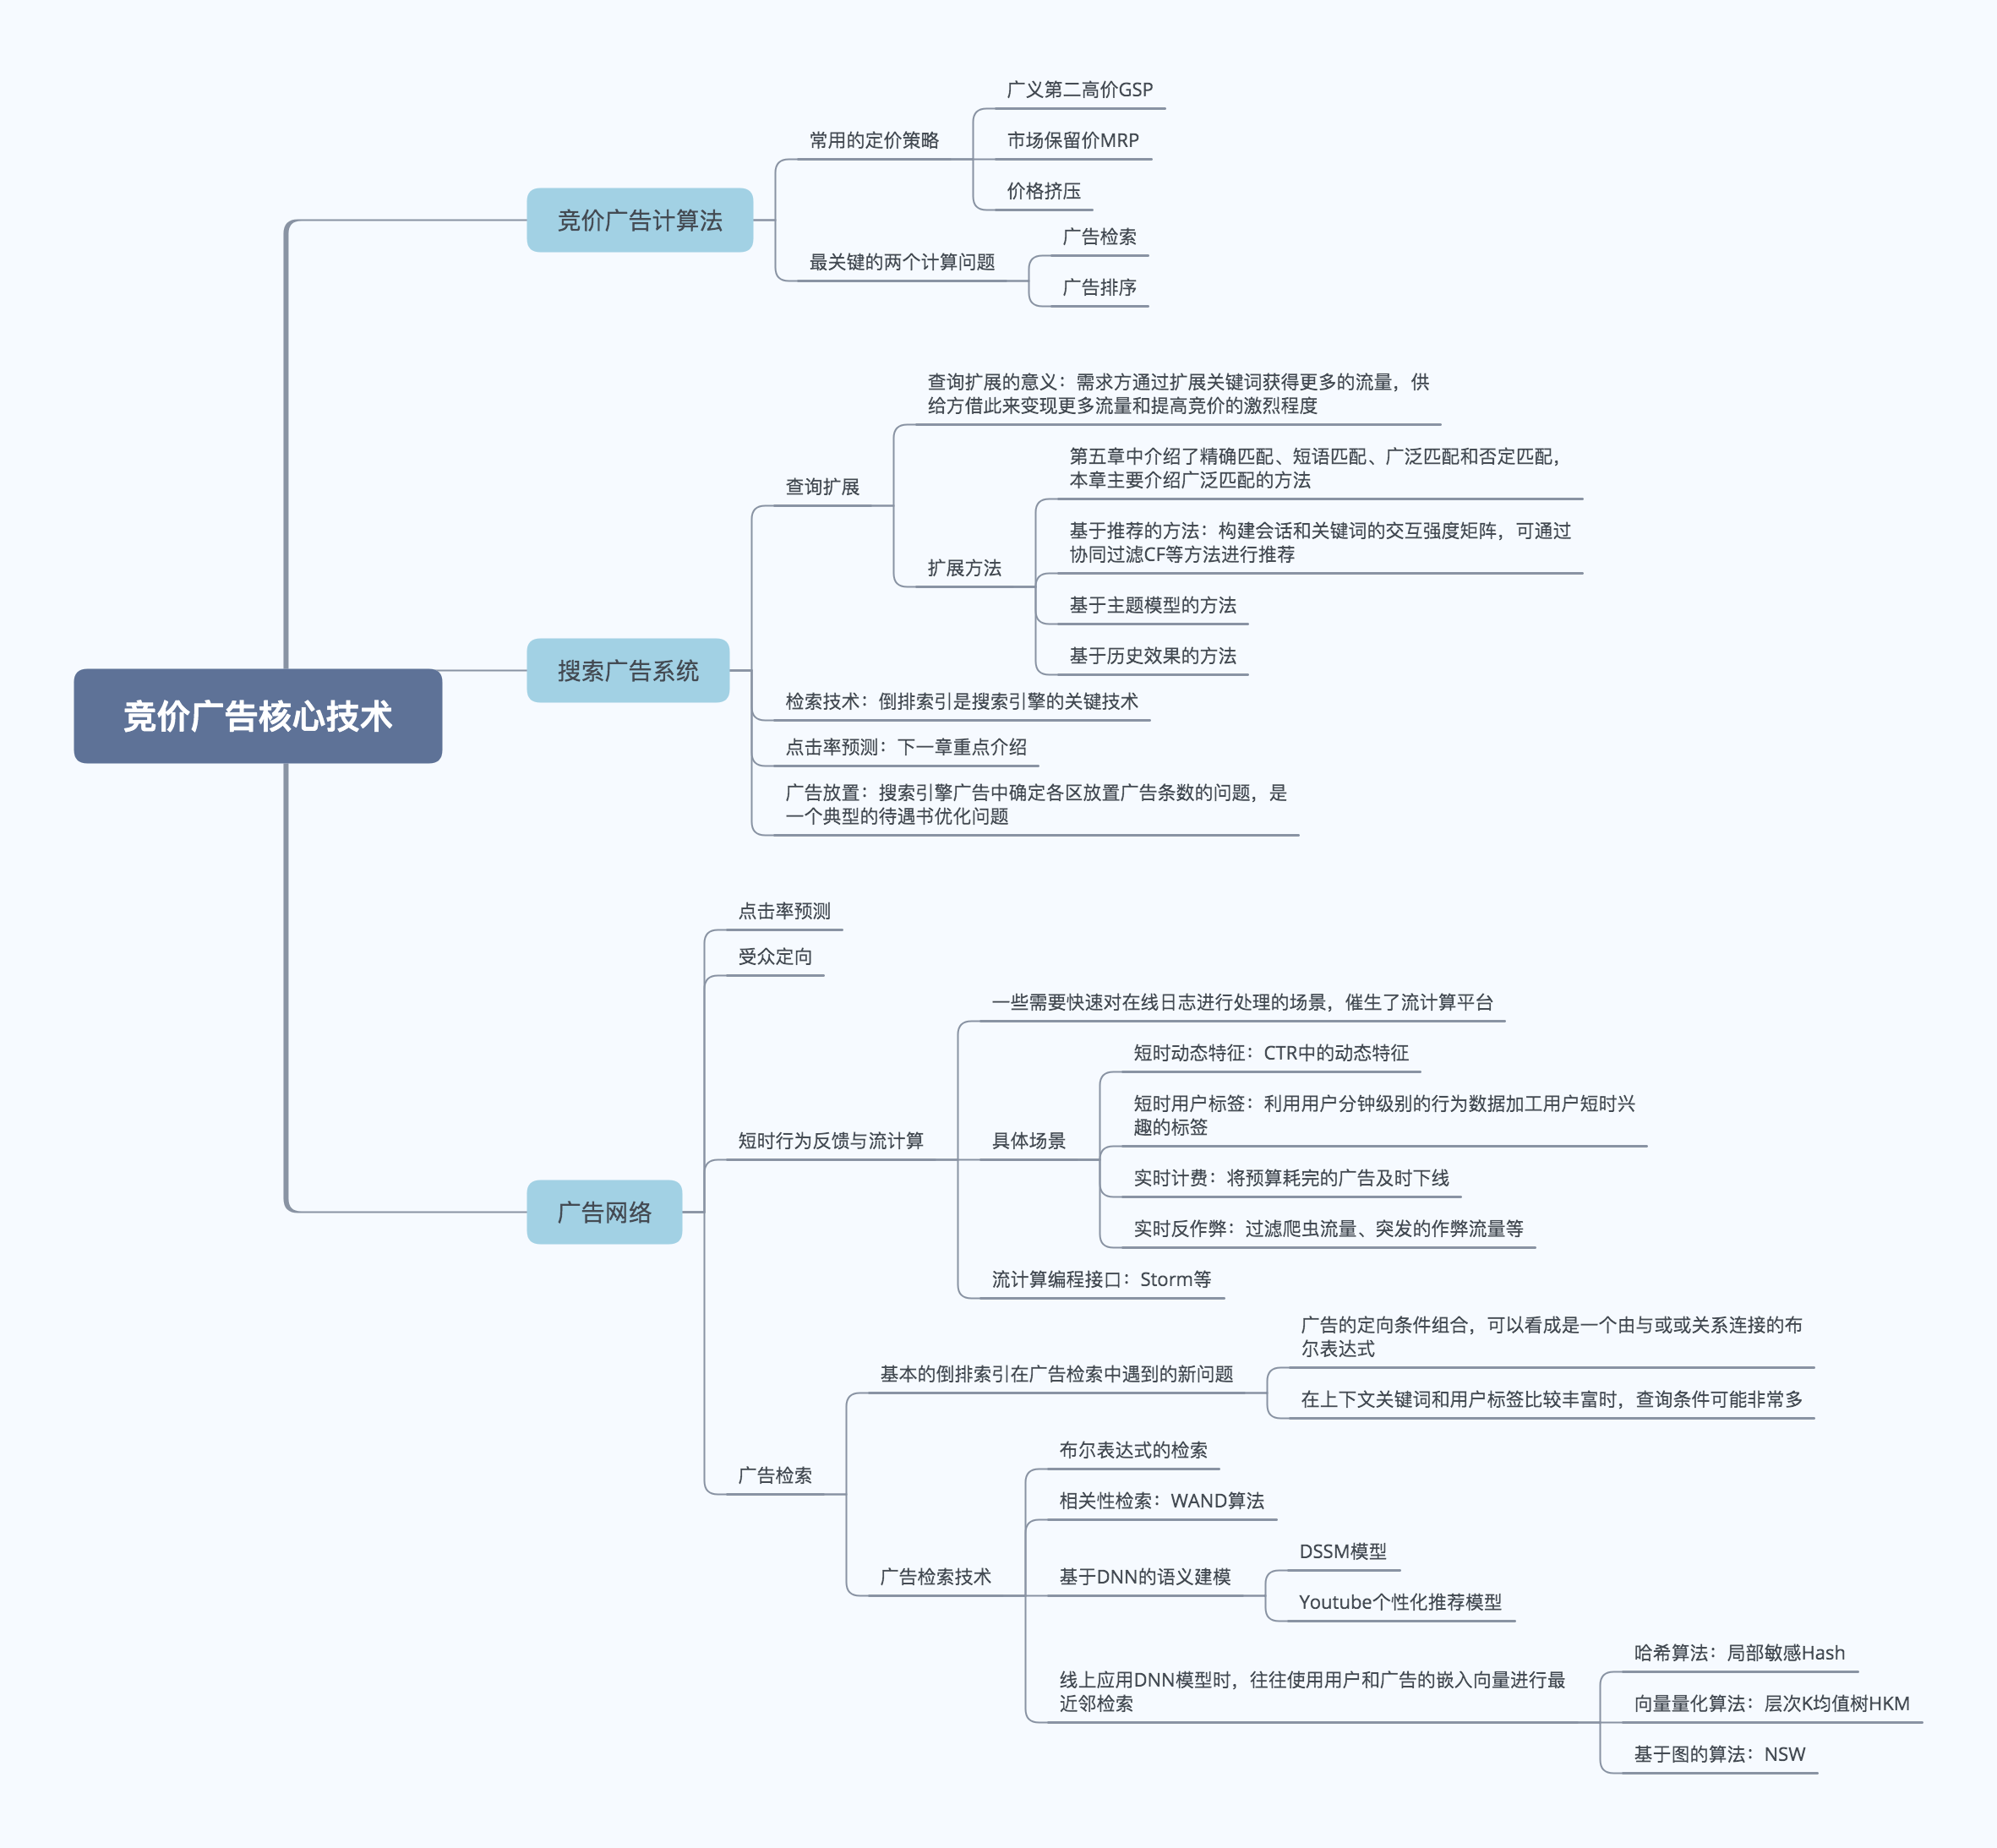 竞价广告核心技术
竞价广告计算法
常用的定价策略
广义第二高价GSP
市场保留价MRP
价格挤压
最关键的两个计算问题
广告检索
广告排序
搜索广告系统
查询扩展
查询扩展的意义：需求方通过扩展关键词获得更多的流量，供
给方借此来变现更多流量和提高竞价的激烈程度
扩展方法
第五章中介绍了精确匹配、短语匹配、广泛匹配和否定匹配，
本章主要介绍广泛匹配的方法
基于推荐的方法：构建会话和关键词的交互强度矩阵，可通过
协同过滤CF等方法进行推荐
基于主题模型的方法
基于历史效果的方法
检索技术：倒排索引是搜索引擎的关键技术
点击率预测：下一章重点介绍
广告放置：搜索引擎广告中确定各区放置广告条数的问题，是
一个典型的待遇书优化问题
广告网络
点击率预测
受众定向
短时行为反馈与流计算
一些需要快速对在线日志进行处理的场景，催生了流计算平台
具体场景
短时动态特征：CTR中的动态特征
短时用户标签：利用用户分钟级别的行为数据加工用户短时兴
趣的标签
实时计费：将预算耗完的广告及时下线
实时反作弊：过滤爬虫流量、突发的作弊流量等
流计算编程接口：Storm等
广告检索
基本的倒排索引在广告检索中遇到的新问题
广告的定向条件组合，可以看成是一个由与或或关系连接的布
尔表达式
在上下文关键词和用户标签比较丰富时，查询条件可能非常多
广告检索技术
布尔表达式的检索
相关性检索：WAND算法
基于DNN的语义建模
DSSM模型
Youtube个性化推荐模型
线上应用DNN模型时，往往使用用户和广告的嵌入向量进行最
近邻检索
哈希算法：局部敏感Hash
向量量化算法：层次K均值树HKM
基于图的算法：NSW